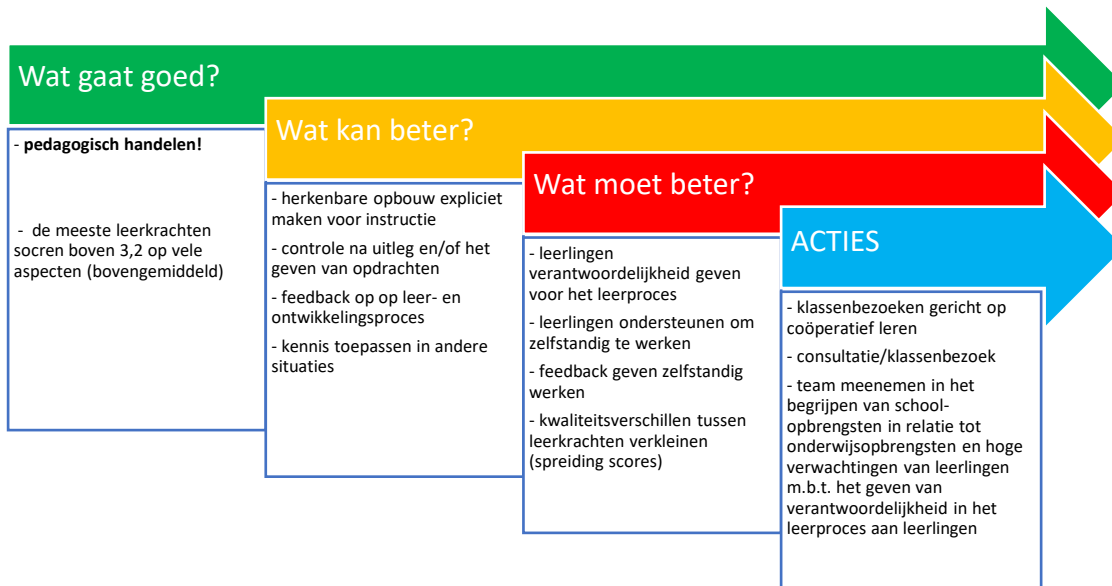 Wat gaat goed?
- pedagogisch handelen!
- de meeste leerkrachten
socren boven 3,2 op vele
aspecten (bovengemiddeld)
Wat kan beter?
- herkenbare opbouw expliciet
maken voor instructie
- controle na uitleg en/of het
geven van opdrachten
- feedback op op leer- en
ontwikkelingsproces
- kennis toepassen in andere
situaties
Wat moet beter?
- leerlingen
verantwoordelijkheid geven
voor het leerproces
- leerlingen ondersteunen om
zelfstandig te werken
- feedback geven zelfstandig
werken
- kwaliteitsverschillen tussen
leerkrachten verkleinen
(spreiding scores)
ACTIES
- klassenbezoeken gericht op
coöperatief leren
- consultatie/klassenbezoek
- team meenemen in het
begrijpen van school-
opbrengsten in relatie tot
onderwijsopbrengsten en hoge
verwachtingen van leerlingen
m.b.t. het geven van
verantwoordelijkheid in het
leerproces aan leerlingen